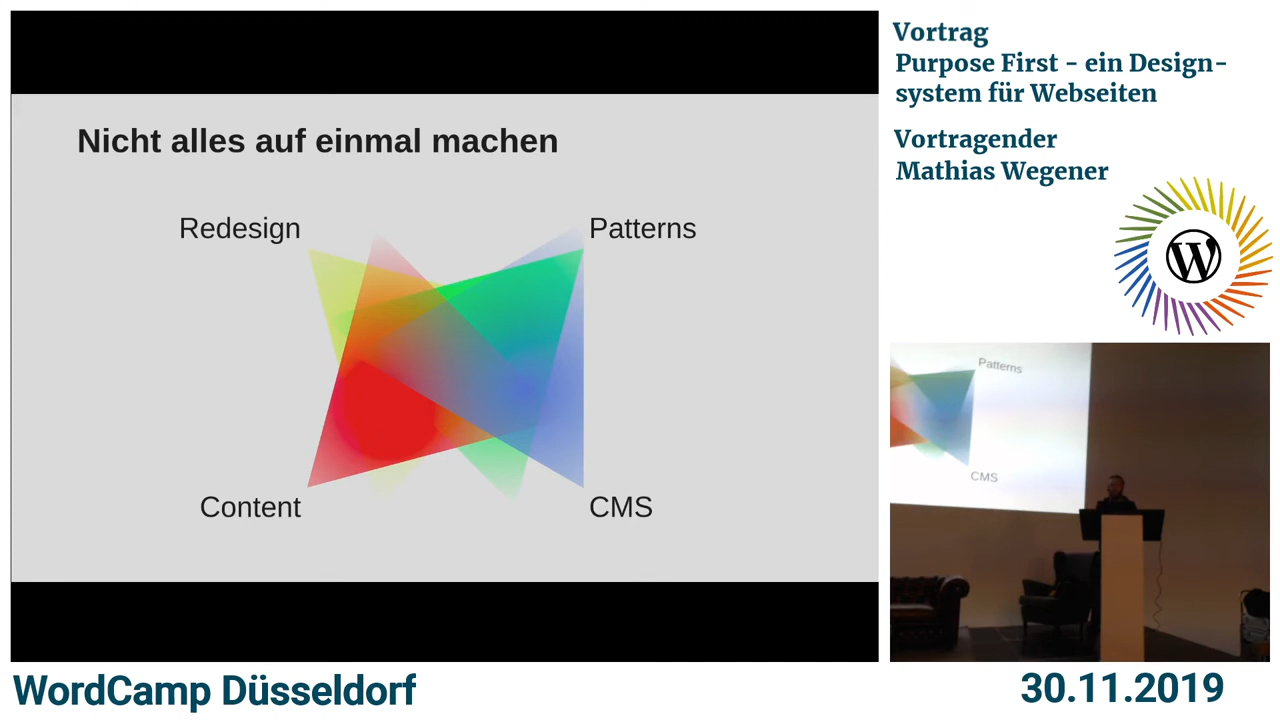 Vortrag
Purpose First - ein Design-
system für Webseiten
Vortragender
Mathias Wegener
Nicht alles auf einmal machen
Redesign
Patterns
Content
CMS
W
Patterns
CMS
WordCamp Düsseldorf
30.11.2019